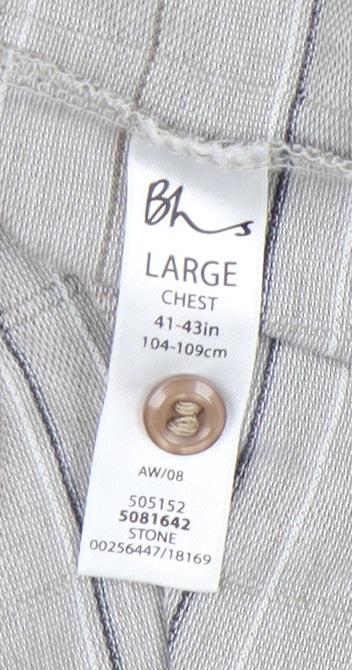 Bhs
LARGE
CHEST
41-43in
104-109cm
AW/08
505152
5081642
STONE
00256447/18169